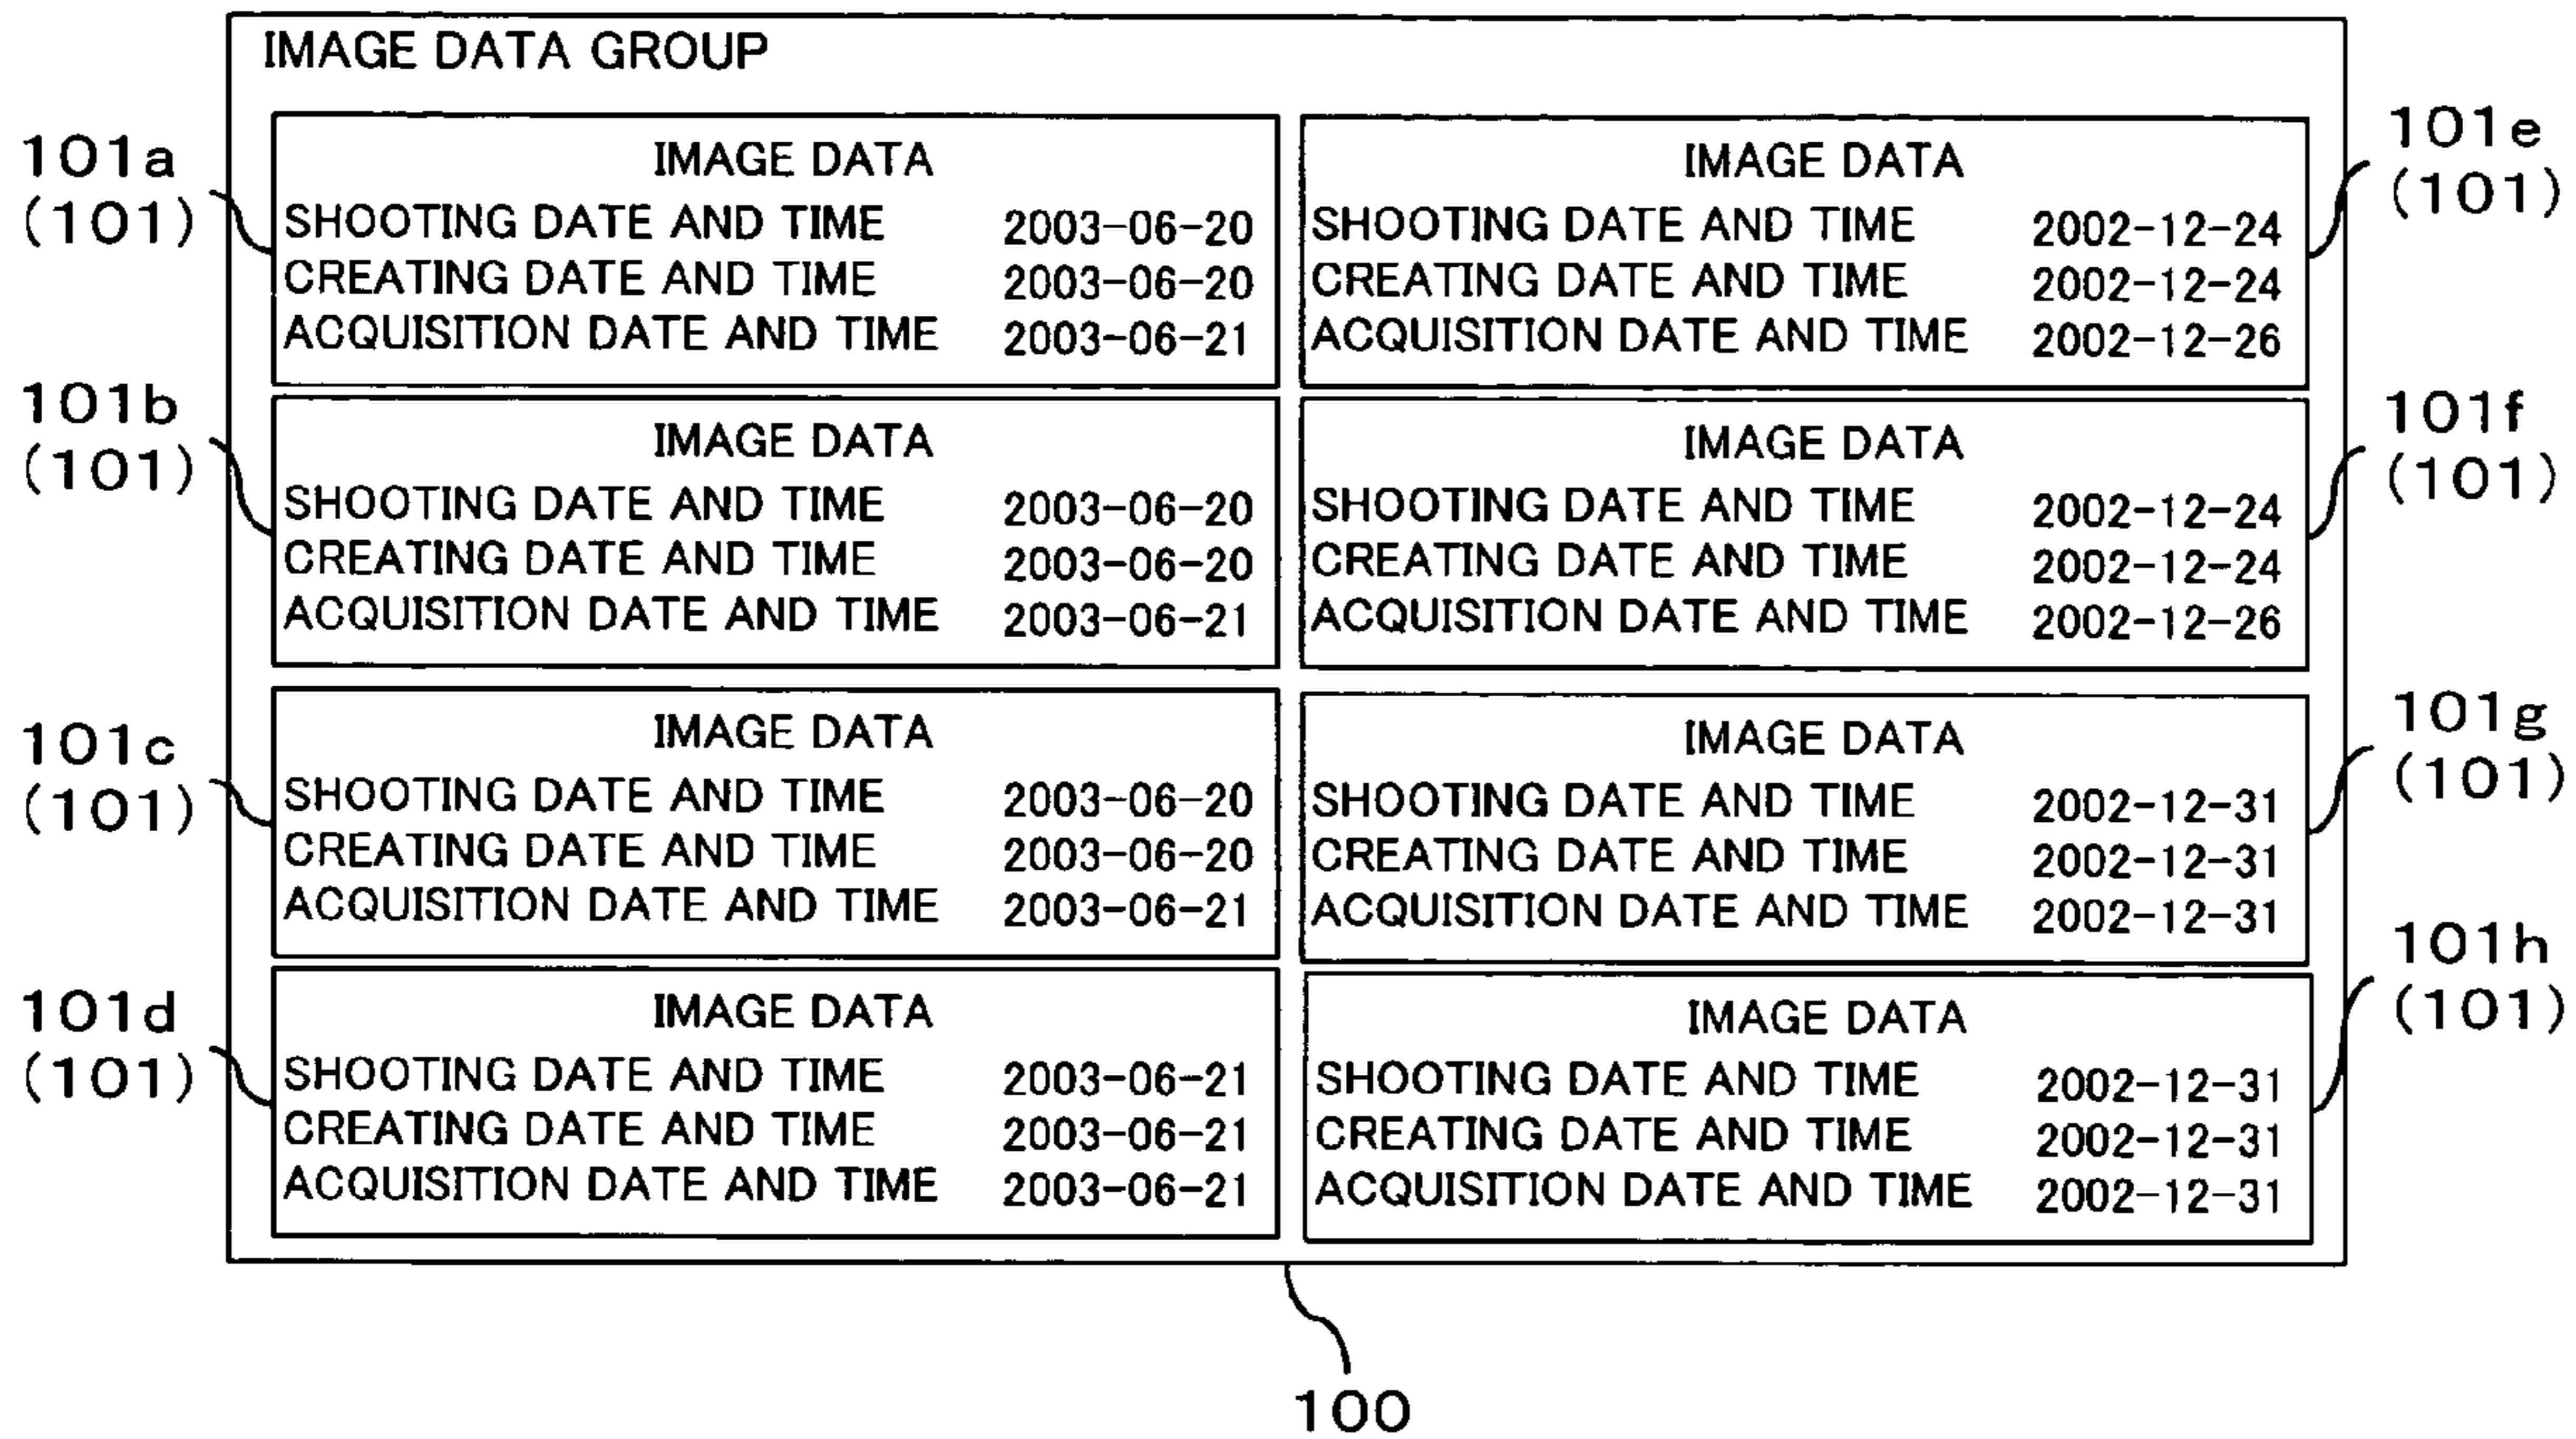 IMAGE DATA GROUP
101a
(101)
IMAGE DATA
SHOOTING DATE AND TIME 2003-06-20
CREATING DATE AND TIME 2003-06-20
ACQUISITION DATE AND TIME 2003-06-21
101b
(101)
IMAGE DATA
SHOOTING DATE AND TIME 2003-06-20
CREATING DATE AND TIME 2003-06-20
ACQUISITION DATE AND TIME 2003-06-21
101c
(101)
IMAGE DATA
SHOOTING DATE AND TIME 2003-06-20
CREATING DATE AND TIME 2003-06-20
ACQUISITION DATE AND TIME 2003-06-21
101d
(101)
IMAGE DATA
SHOOTING DATE AND TIME 2003-06-21
CREATING DATE AND TIME 2003-06-21
ACQUISITION DATE AND TIME 2003-06-21
101e
(101)
IMAGE DATA
SHOOTING DATE AND TIME 2002-12-24
CREATING DATE AND TIME 2002-12-24
ACQUISITION DATE AND TIME 2002-12-26
101f
(101)
IMAGE DATA
SHOOTING DATE AND TIME 2002-12-24
CREATING DATE AND TIME 2002-12-24
ACQUISITION DATE AND TIME 2002-12-26
101g
(101)
IMAGE DATA
SHOOTING DATE AND TIME 2002-12-31
CREATING DATE AND TIME 2002-12-31
ACQUISITION DATE AND TIME 2002-12-31
101h
(101)
IMAGE DATA
SHOOTING DATE AND TIME 2002-12-31
CREATING DATE AND TIME 2002-12-31
ACQUISITION DATE AND TIME 2002-12-31
100